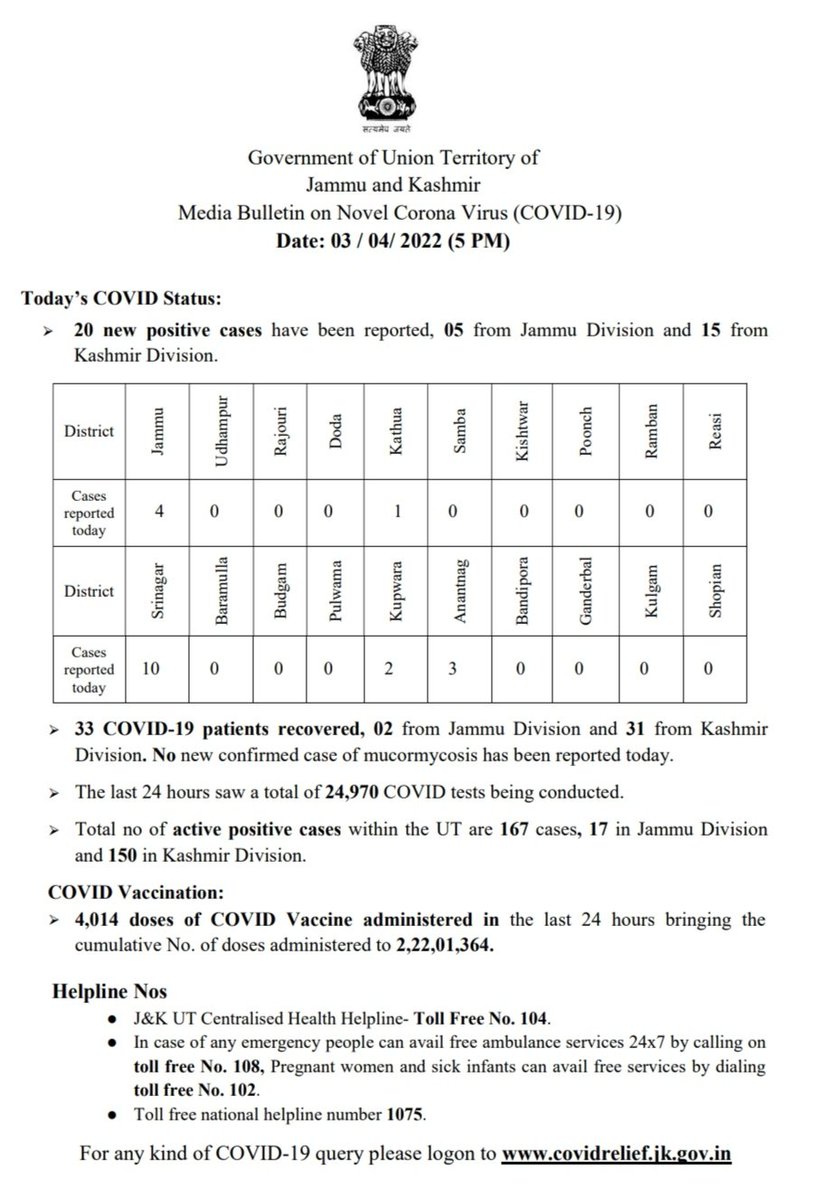 सत्यमेव जयते
Government of Union Territory of
Jammu and Kashmir
Media Bulletin on Novel Corona Virus (COVID-19)
Date: 03 / 04/ 2022 (5 PM)
Today’s COVID Status:
➢ 20 new positive cases have been reported, 05 from Jammu Division and 15 from
Kashmir Division.
District Jammu Udhampur Rajouri Doda Kathua Samba Kishtwar Poonch Ramban Reasi
Cases
reported
today
4 0 0 0 1 0 0 0 0 0
District Srinagar Baramulla Budgam Pulwama Kupwara Anantnag Bandipora Ganderbal Kulgam Shopian
Cases
reported
today
10 0 0 0 2 3 0 0 0 0
➢ 33 COVID-19 patients recovered, 02 from Jammu Division and 31 from Kashmir
Division. No new confirmed case of mucormycosis has been reported today.
➢ The last 24 hours saw a total of 24,970 COVID tests being conducted.
➢ Total no of active positive cases within the UT are 167 cases, 17 in Jammu Division
and 150 in Kashmir Division.
COVID Vaccination:
➢ 4,014 doses of COVID Vaccine administered in the last 24 hours bringing the
cumulative No. of doses administered to 2,22,01,364.
Helpline Nos
● J&K UT Centralised Health Helpline- Toll Free No. 104.
● In case of any emergency people can avail free ambulance services 24x7 by calling on
toll free No. 108, Pregnant women and sick infants can avail free services by dialing
toll free No. 102.
● Toll free national helpline number 1075.
For any kind of COVID-19 query please logon to www.covidrelief.jk.gov.in